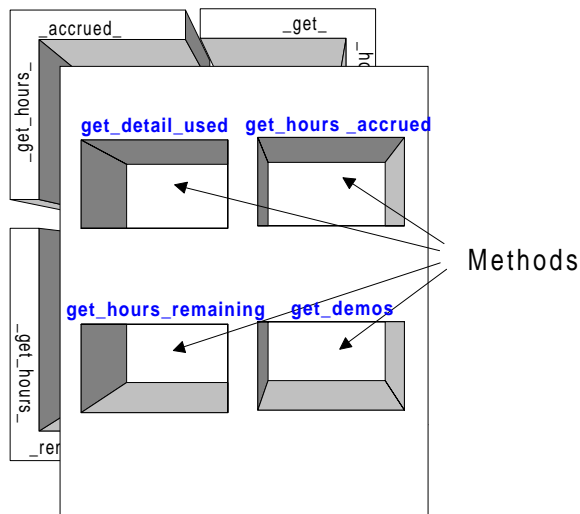 _accrued_
_get_
_get_hours_
get_detail_used
get_hours _accrued
Methods
get_hours_remaining
get_demos
_get_hours_